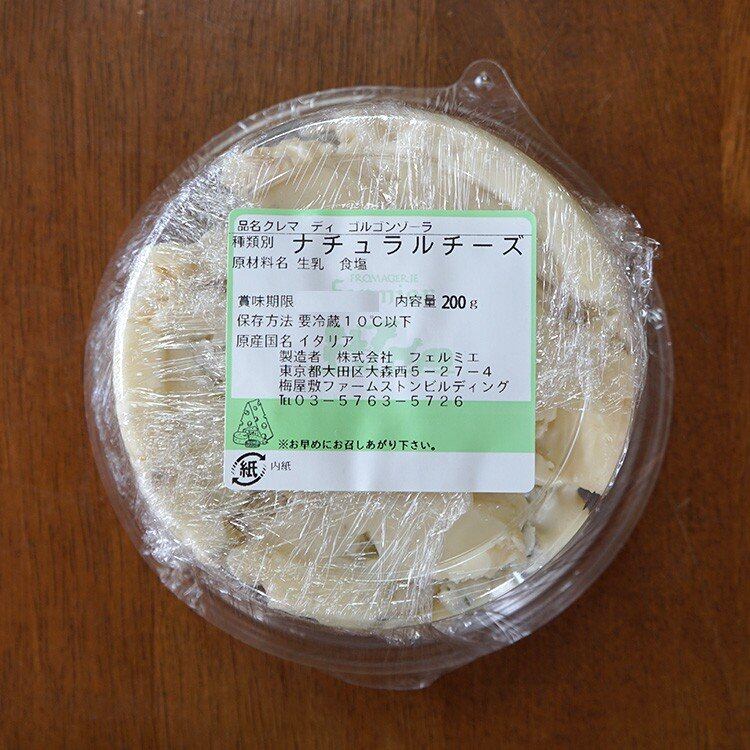 品名クレマ　ディ　ゴルゴンゾーラ
種類別 ナチュラルチーズ
原材料名 生乳　食塩
FROMAGERIE
Fermier
賞味期限　内容量 200g
保存方法 要冷蔵１０℃以下
原産国名 イタリア
製造者　株式会社　フェルミエ
東京都大田区大森西５－２７－４
梅屋敷ファームストンビルディング
℡０３－５７６３－５７２６
※お早めにお召しあがり下さい。
紙 内紙